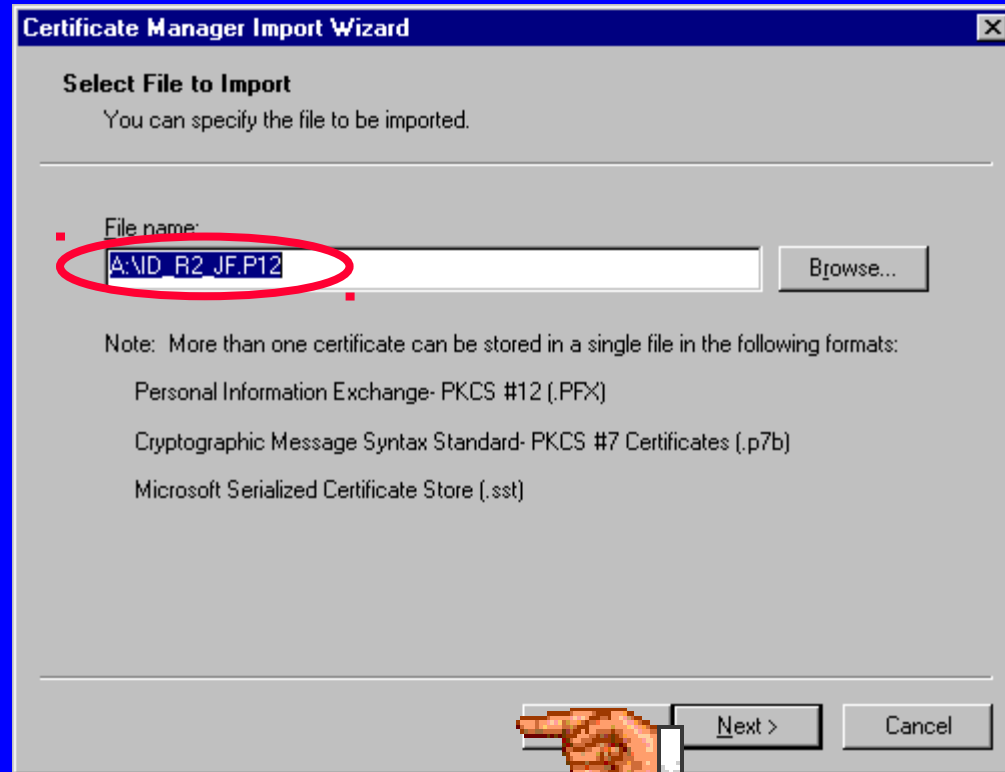 Certificate Manager Import Wizard
Select File to Import
You can specify the file to be imported.
File name:
A:\ID_R2_JF.P12
Browse...
Note:  More than one certificate can be stored in a single file in the following formats:
Personal Information Exchange- PKCS #12 (.PFX)
Cryptographic Message Syntax Standard- PKCS #7 Certificates (.p7b)
Microsoft Serialized Certificate Store (.sst)
Next >
Cancel